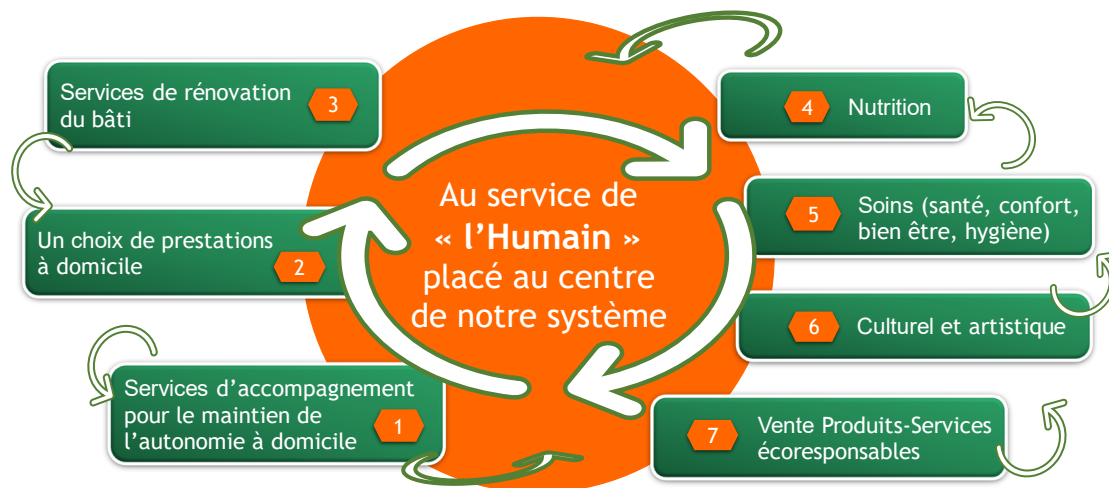 Services de rénovation
du bâti
3
Un choix de prestations
à domicile
2
Services d’accompagnement
pour le maintien de
l’autonomie à domicile
1
Au service de
« l’Humain »
placé au centre
de notre système
4
Nutrition
5
Soins (santé, confort,
bien être, hygiène)
6
Culturel et artistique
7
Vente Produits-Services
écoresponsables